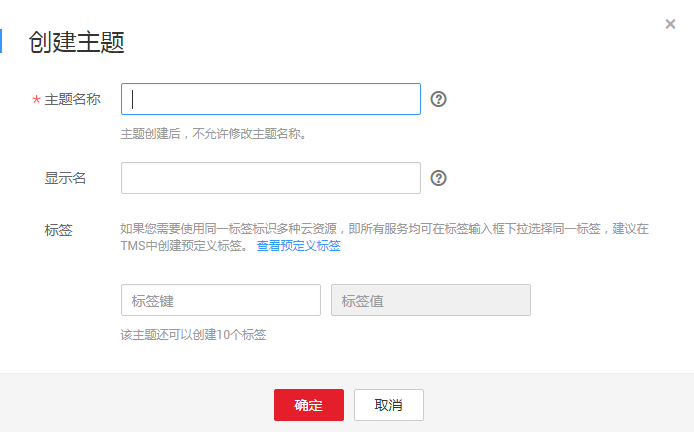 创建主题
* 主题名称
主题创建后，不允许修改主题名称。
显示名
标签
如果您需要使用同一标签标识多种云资源，即所有服务均可在标签输入框下拉选择同一标签，建议在
TMS中创建预定义标签。 查看预定义标签
标签键 标签值
该主题还可以创建10个标签
确定 取消